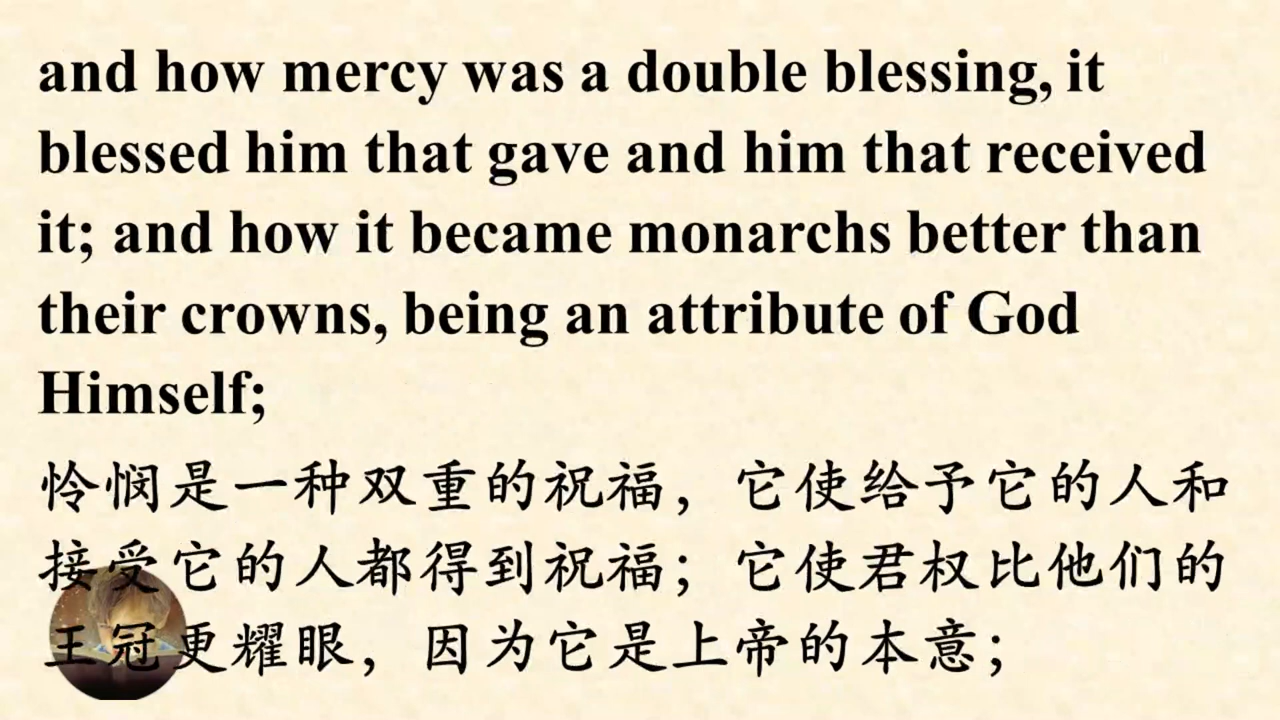 and how mercy was a double blessing, it
blessed him that gave and him that received
it; and how it became monarchs better than
their crowns, being an attribute of God
Himself;
怜悯是一种双重的祝福，它使给予它的人和
接受它的人都得到祝福；它使君权比他们的
王冠更耀眼，因为它是上帝的本意；